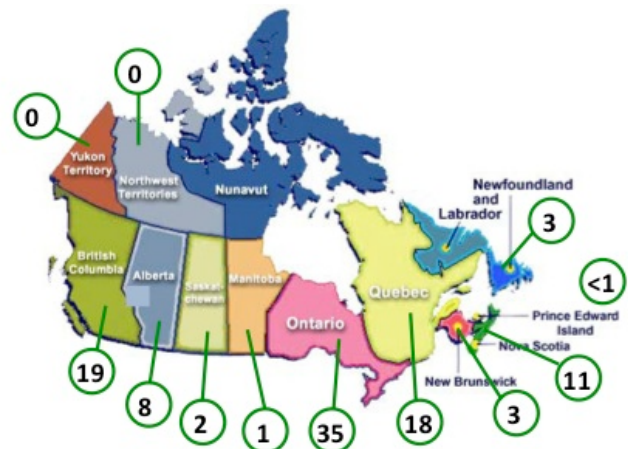 0
0
Yukon
Territory
Northwest
Territories
Nunavut
Newfoundland
and
Labrador
3
British
Columbia
Alberta
Saskat-
chewan
Manitoba
Ontario
Quebec
<1
Prince Edward
Island
Nova Scotia
New Brunswick
19
8
2
1
35
18
3
11